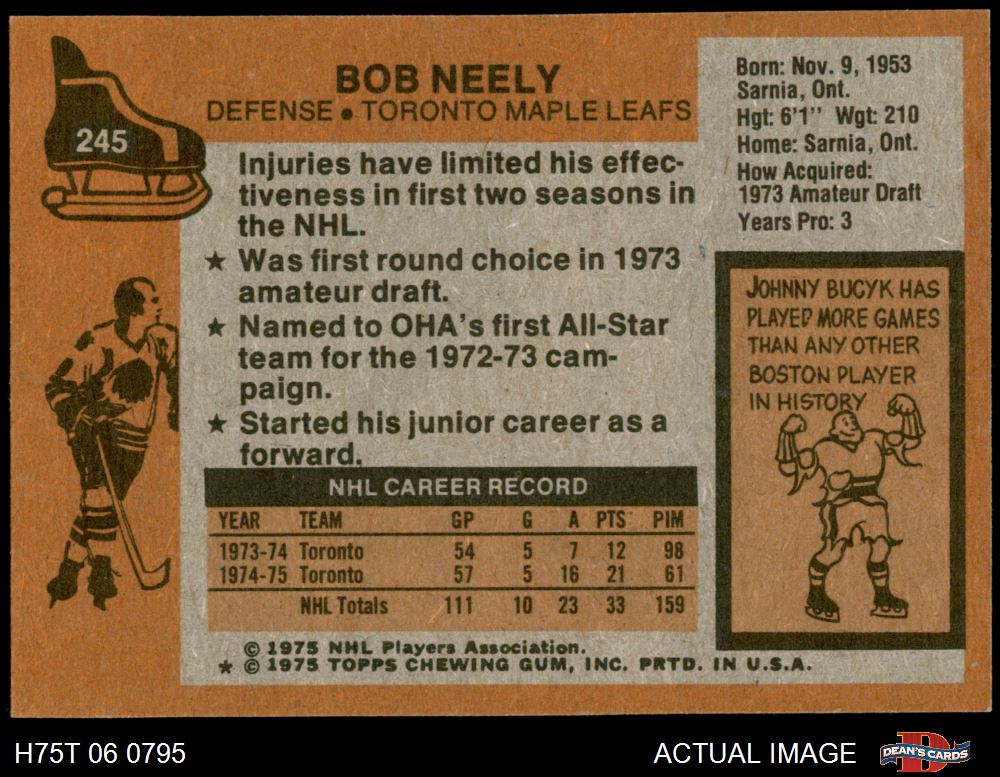 245
BOB NEELY
DEFENSE • TORONTO MAPLE LEAFS
Injuries have limited his effec-
tiveness in first two seasons in
the NHL.
★ Was first round choice in 1973
amateur draft.
★ Named to OHA's first All-Star
team for the 1972-73 cam-
paign.
★ Started his junior career as a
forward.
Born: Nov. 9, 1953
Sarnia, Ont.
Hgt: 6'1" Wgt: 210
Home: Sarnia, Ont.
How Acquired:
1973 Amateur Draft
Years Pro: 3
JOHNNY BUCYK HAS
PLAYED MORE GAMES
THAN ANY OTHER
BOSTON PLAYER
IN HISTORY
NHL CAREER RECORD
YEAR TEAM GP G A PTS PIM
1973-74 Toronto 54 5 7 12 98
1974-75 Toronto 57 5 16 21 61
NHL Totals 111 10 23 33 159
© 1975 NHL Players Association.
★ © 1975 TOPPS CHEWING GUM, INC. PRTD. IN U.S.A.
H75T 06 0795
ACTUAL IMAGE
D
DEAN'S CARDS